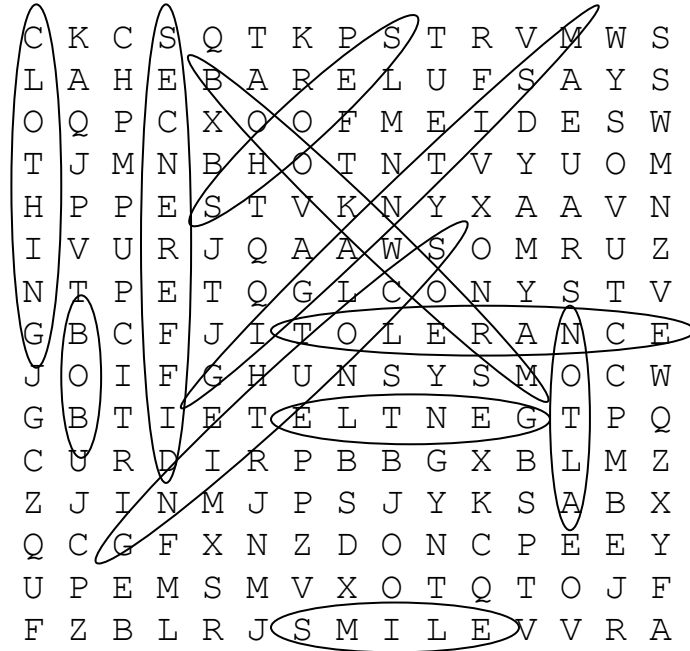 C K C S Q T K P S T R V M W S
L A H E B A R E L U F S A Y S
O Q P C X O O F M E I D E S W
T J M N B H O T N T V Y U O M
H P P E S T V K N Y X A A V N
I V U R J Q A A W S O M R U Z
N T P E T Q G L C O N Y S T V
G B C F J I T O L E R A N C E
J O I F G H U N S Y S M O C W
G B T I E T E L T N E G T P Q
C U R D I R P B B G X B L M Z
Z J I N M J P S J Y K S A B X
Q C G F X N Z D O N C P E E Y
U P E M S M V X O T Q T O J F
F Z B L R J S M I L E V V R A